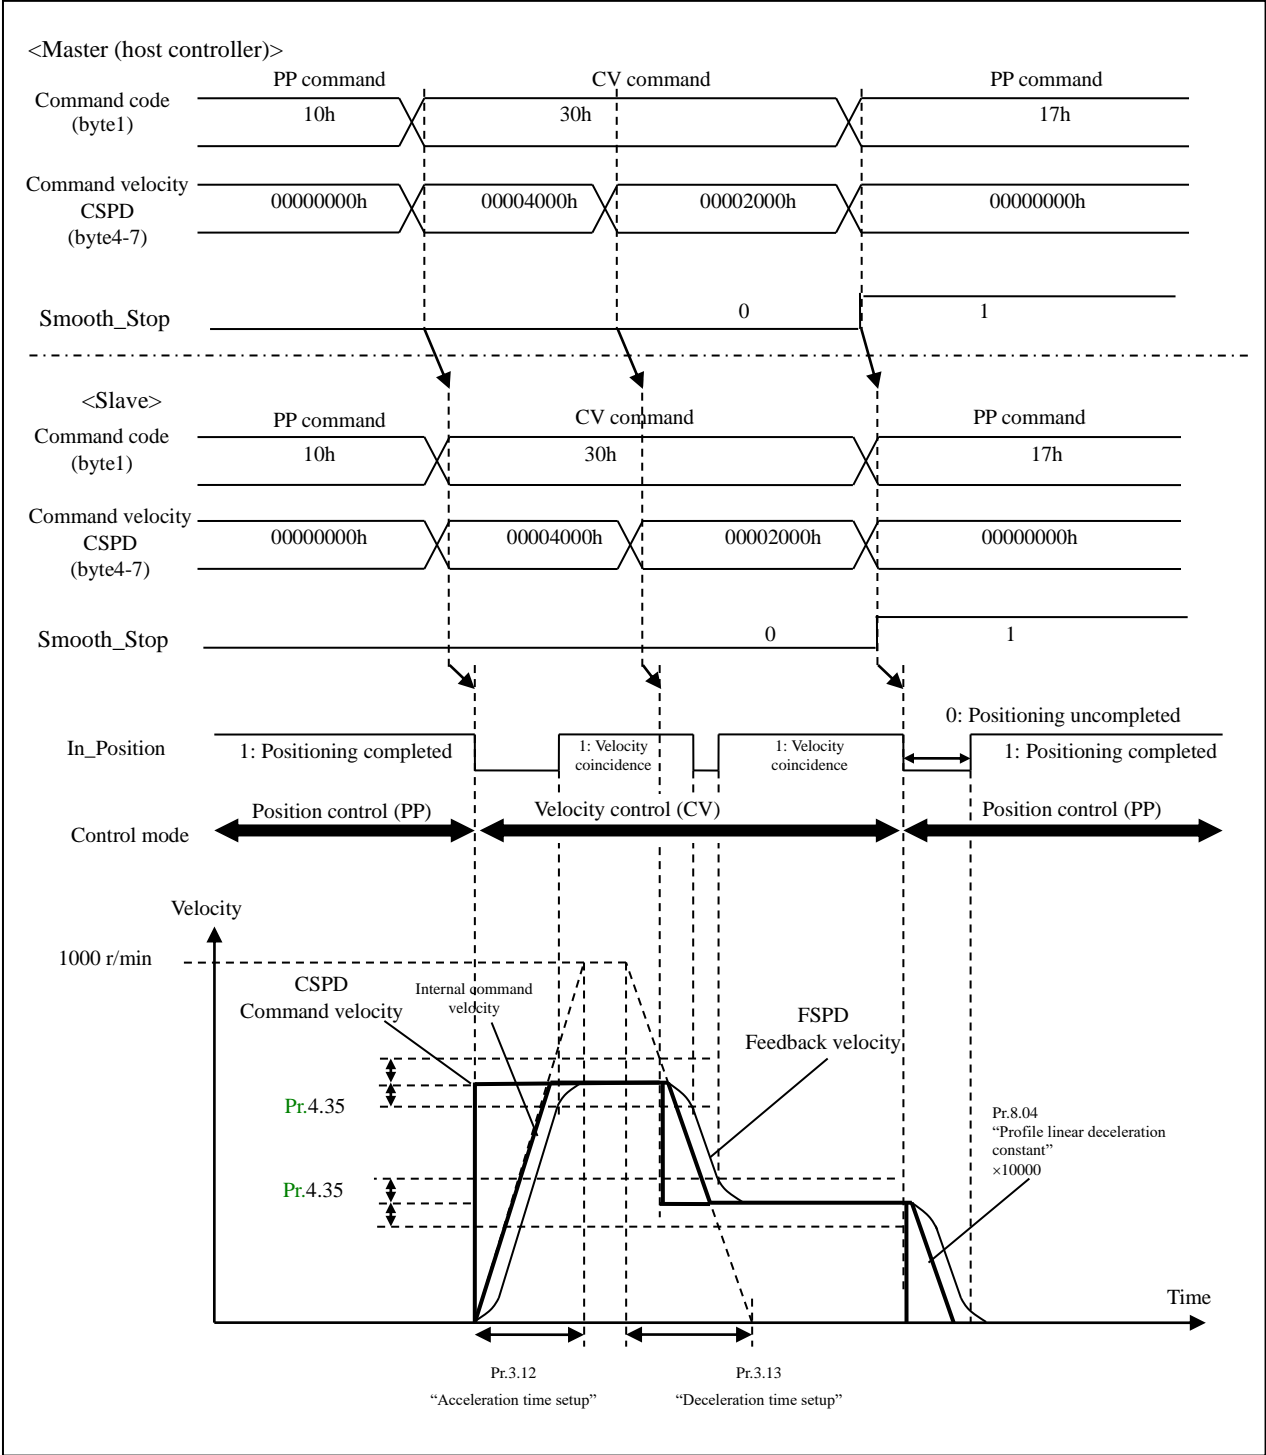 <Master (host controller)>
PP command
CV command
PP command
Command code
(byte1)
10h
30h
17h
Command velocity
CSPD
(byte4-7)
00000000h
00004000h
00002000h
00000000h
Smooth_Stop
0
1
<Slave>
PP command
CV command
PP command
Command code
(byte1)
10h
30h
17h
Command velocity
CSPD
(byte4-7)
00000000h
00004000h
00002000h
00000000h
Smooth_Stop
0
1
0: Positioning uncompleted
In_Position
1: Positioning completed
1: Velocity
coincidence
1: Velocity
coincidence
1: Positioning completed
Control mode
Position control (PP)
Velocity control (CV)
Position control (PP)
Velocity
1000 r/min
CSPD
Command velocity
Internal command
velocity
FSPD
Feedback velocity
Pr.4.35
Pr.4.35
Pr.8.04
“Profile linear deceleration
constant”
×10000
Time
Pr.3.12
“Acceleration time setup”
Pr.3.13
“Deceleration time setup”